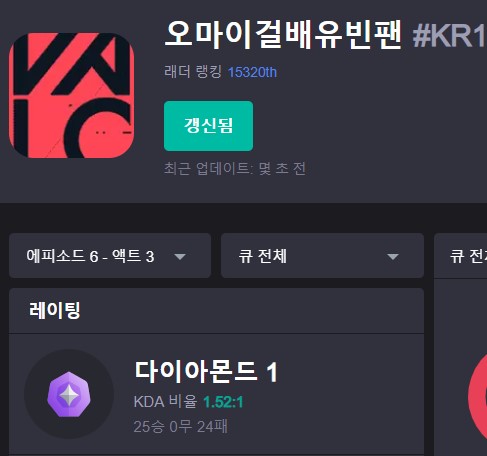 오마이걸배유빈팬 #KR1
래더 랭킹 15320th
갱신됨
최근 업데이트: 몇 초 전
에피소드 6 - 액트 3
큐 전체
큐 전체
레이팅
다이아몬드 1
KDA 비율 1.52:1
25승 0무 24패